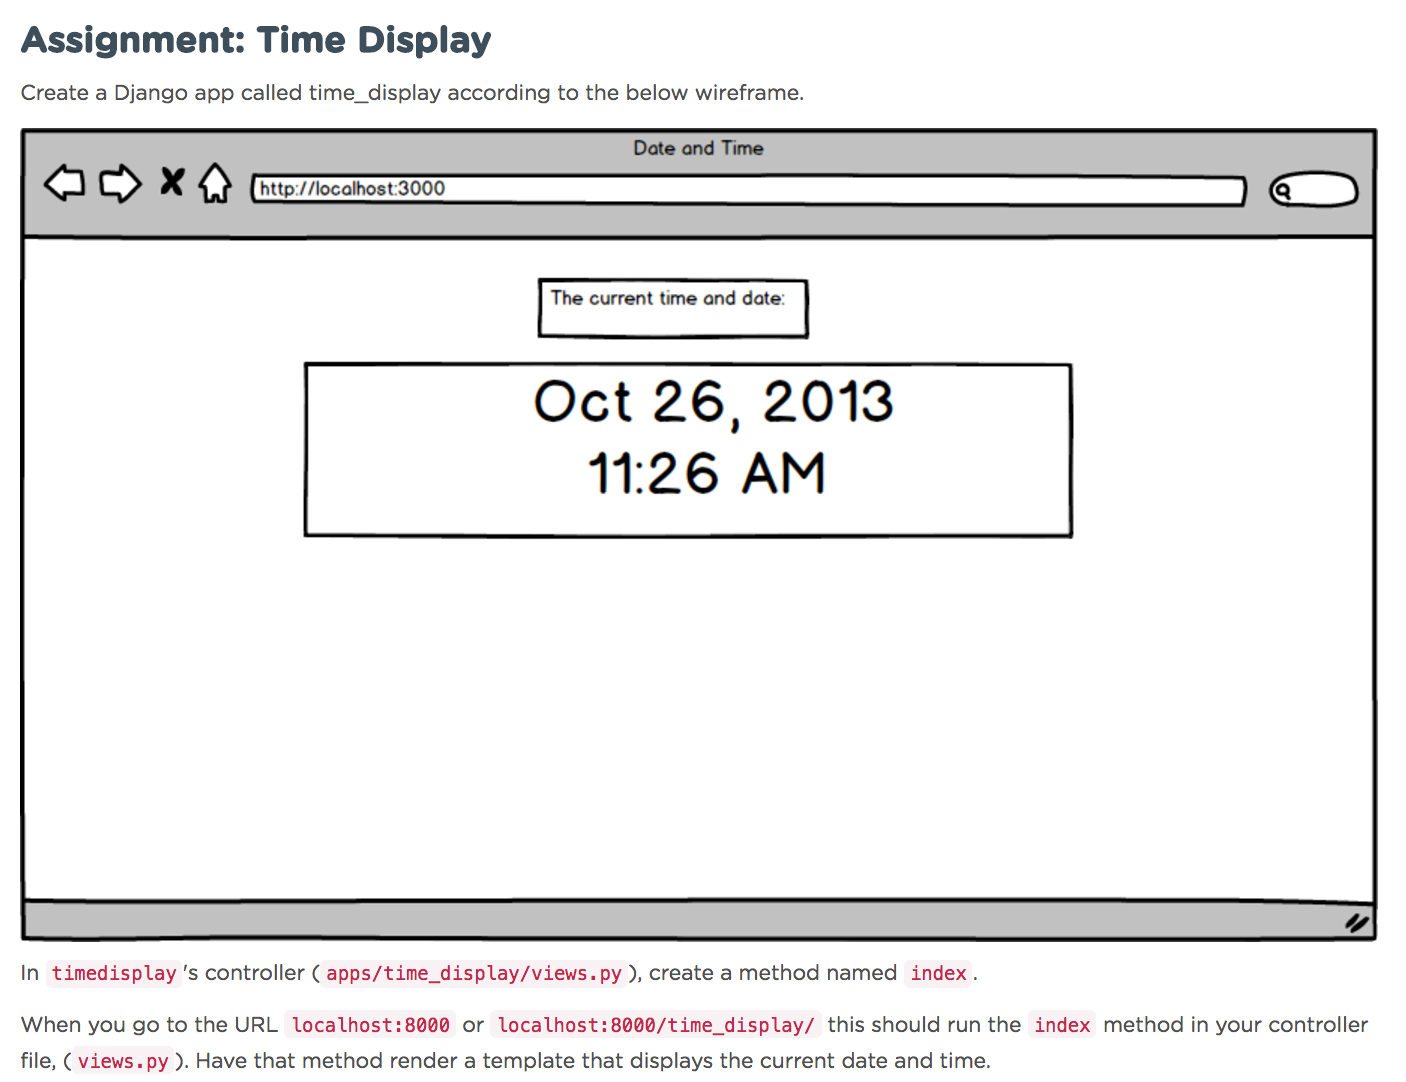 Assignment: Time Display
Create a Django app called time_display according to the below wireframe.
Date and Time
http://localhost:3000
The current time and date:
Oct 26, 2013
11:26 AM
In timedisplay's controller (apps/time_display/views.py), create a method named index.
When you go to the URL localhost:8000 or localhost:8000/time_display/ this should run the index method in your controller
file, (views.py). Have that method render a template that displays the current date and time.